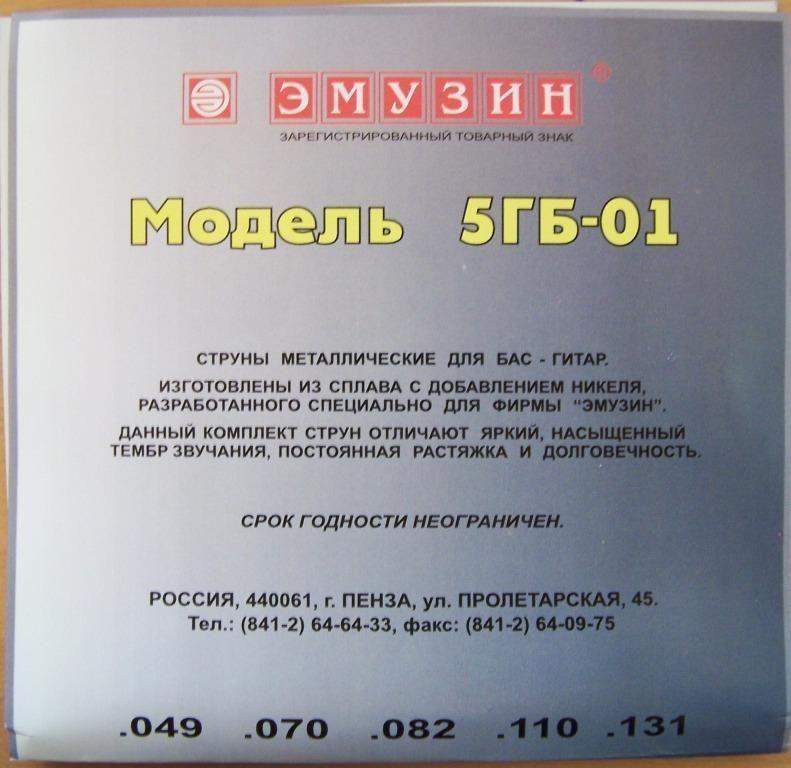 Э ЭМУЗИН ®
ЗАРЕГИСТРИРОВАННЫЙ ТОВАРНЫЙ ЗНАК
Модель 5ГБ-01
СТРУНЫ МЕТАЛЛИЧЕСКИЕ ДЛЯ БАС - ГИТАР.
ИЗГОТОВЛЕНЫ ИЗ СПЛАВА С ДОБАВЛЕНИЕМ НИКЕЛЯ,
РАЗРАБОТАННОГО СПЕЦИАЛЬНО ДЛЯ ФИРМЫ "ЭМУЗИН".
ДАННЫЙ КОМПЛЕКТ СТРУН ОТЛИЧАЮТ ЯРКИЙ, НАСЫЩЕННЫЙ
ТЕМБР ЗВУЧАНИЯ, ПОСТОЯННАЯ РАСТЯЖКА И ДОЛГОВЕЧНОСТЬ.
СРОК ГОДНОСТИ НЕОГРАНИЧЕН.
РОССИЯ, 440061, г. ПЕНЗА, ул. ПРОЛЕТАРСКАЯ, 45.
Тел.: (841-2) 64-64-33, факс: (841-2) 64-09-75
.049 .070 .082 .110 .131